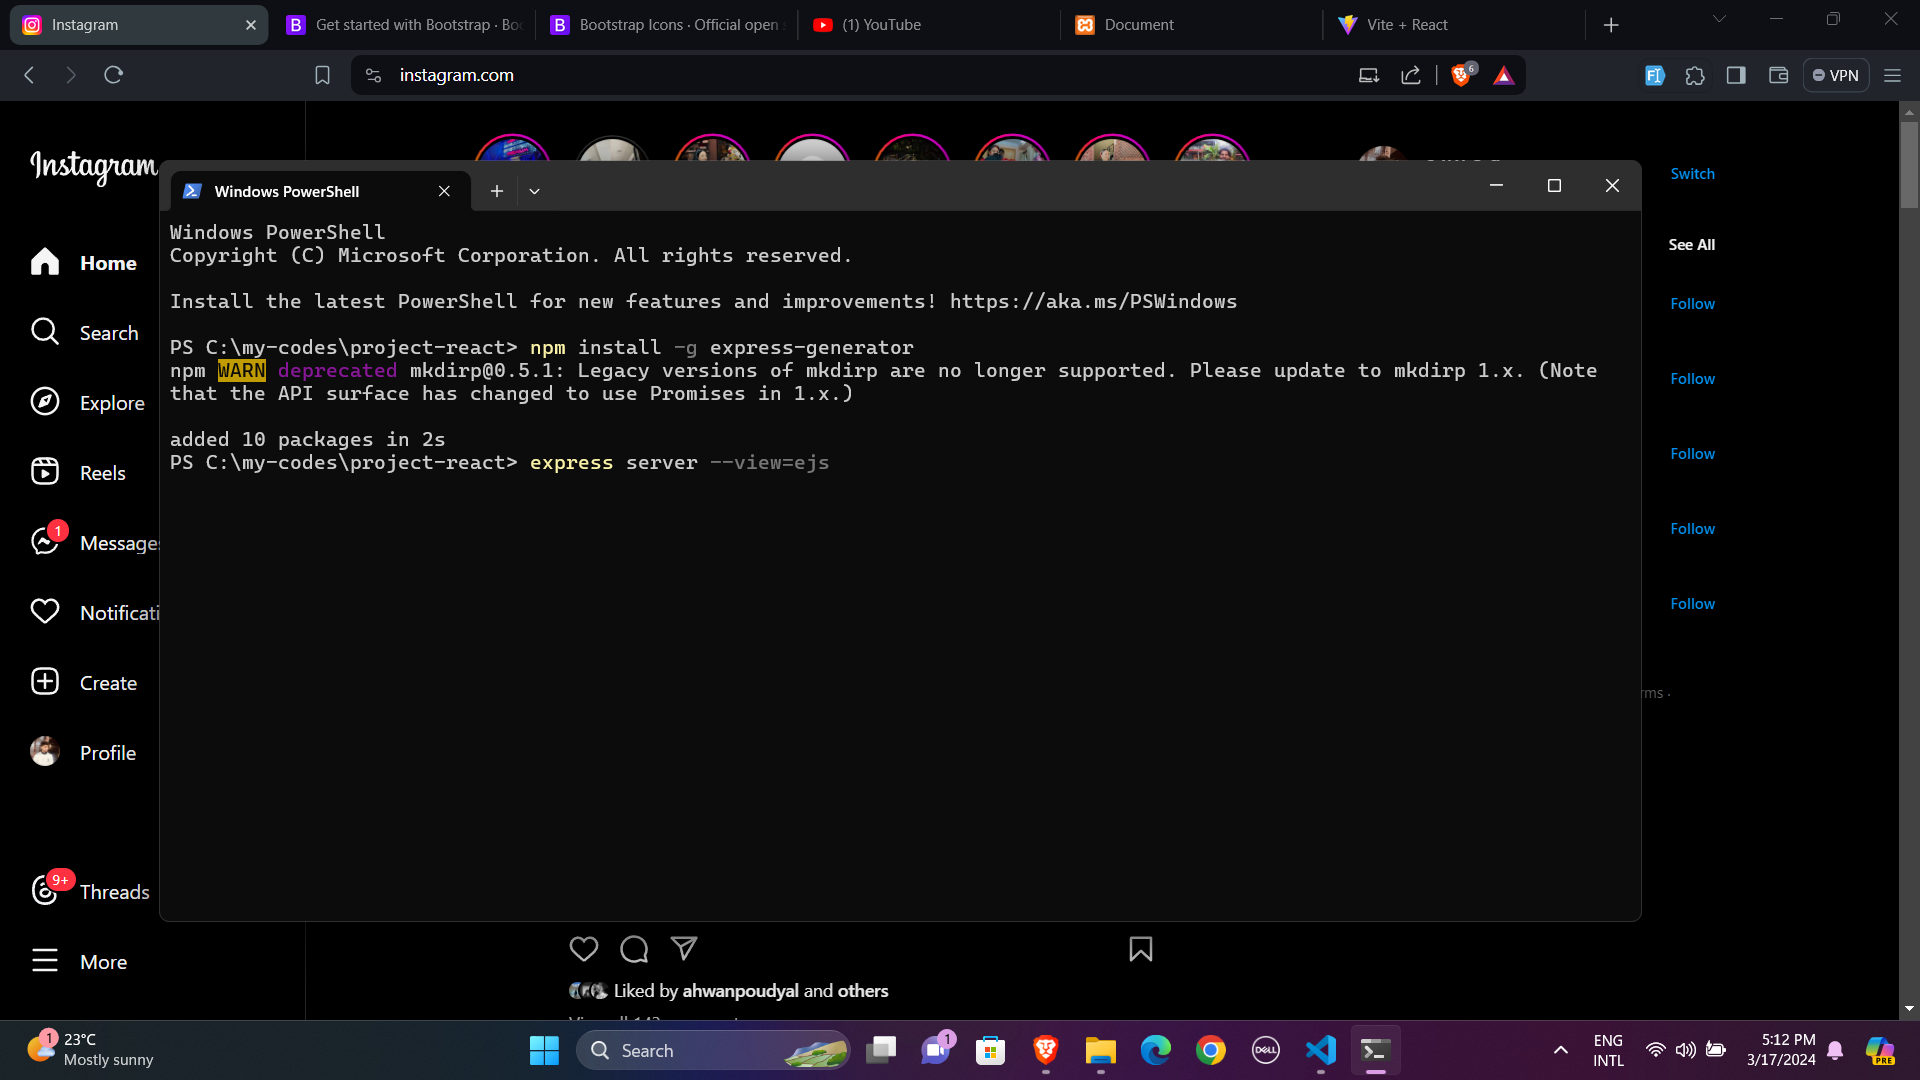 Instagram
Get started with Bootstrap · Bo
Bootstrap Icons · Official open
(1) YouTube
Document
Vite + React
instagram.com
6
VPN
Instagram
Switch
Windows PowerShell
Windows PowerShell
Copyright (C) Microsoft Corporation. All rights reserved.
Install the latest PowerShell for new features and improvements! https://aka.ms/PSWindows
PS C:\my-codes\project-react> npm install -g express-generator
npm WARN deprecated mkdirp@0.5.1: Legacy versions of mkdirp are no longer supported. Please update to mkdirp 1.x. (Note
that the API surface has changed to use Promises in 1.x.)
added 10 packages in 2s
PS C:\my-codes\project-react> express server --view=ejs
Home
Search
Explore
Reels
1
Messages
Notificati
Create
Profile
9+
Threads
More
See All
Follow
Follow
Follow
Follow
Follow
rms ·
Liked by ahwanpoudyal and others
1
23°C
Mostly sunny
Search
1
DELL
ENG
INTL
5:12 PM
3/17/2024
PRE